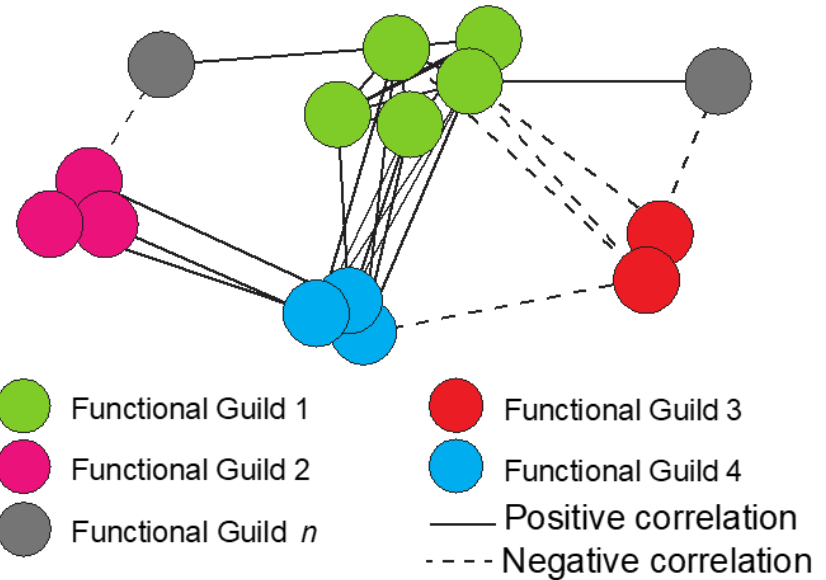 Functional Guild 1
Functional Guild 2
Functional Guild n
Functional Guild 3
Functional Guild 4
Positive correlation
Negative correlation